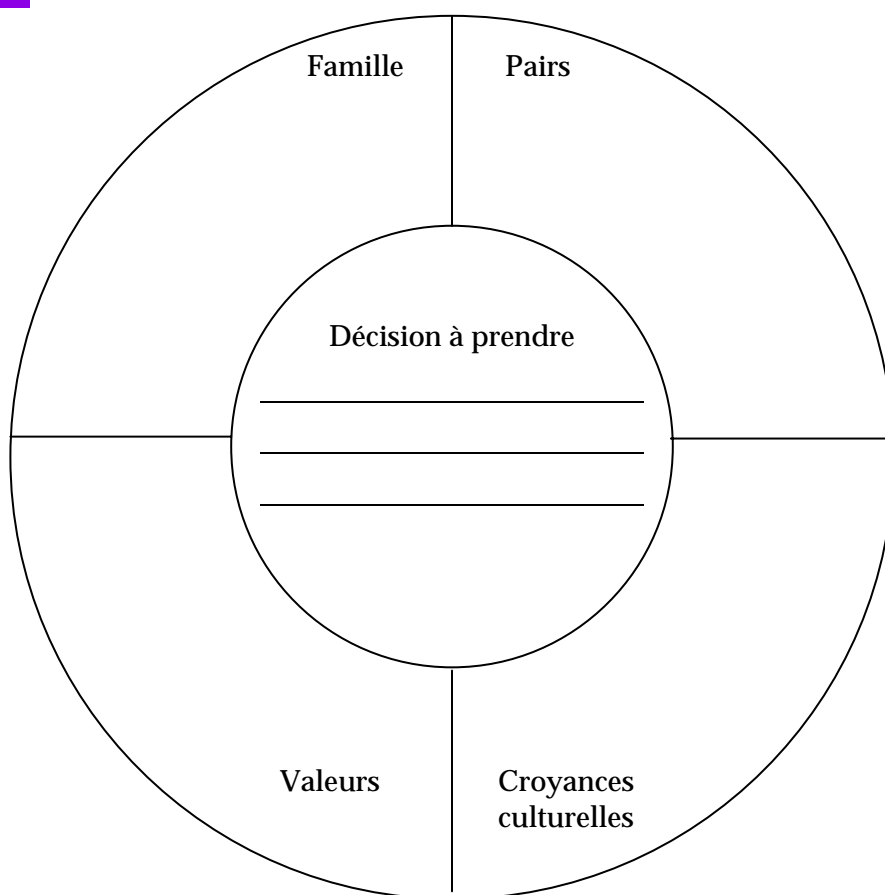 Famille
Pairs
Décision à prendre
Valeurs
Croyances
culturelles